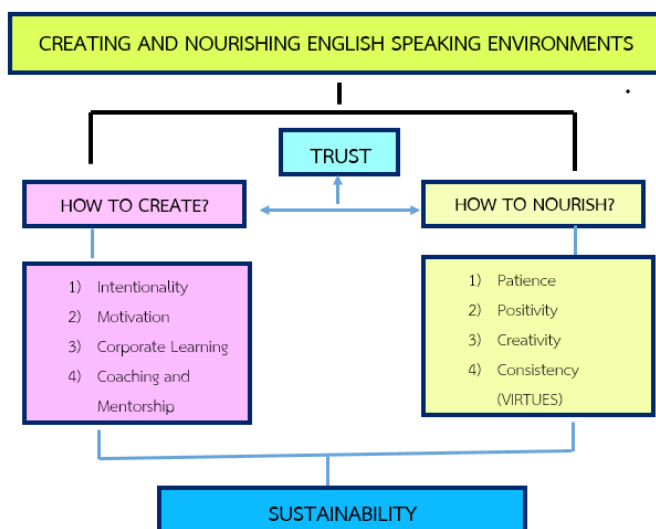 CREATING AND NOURISHING ENGLISH SPEAKING ENVIRONMENTS
TRUST
HOW TO CREATE?
HOW TO NOURISH?
1) Intentionality
2) Motivation
3) Corporate Learning
4) Coaching and
Mentorship
1) Patience
2) Positivity
3) Creativity
4) Consistency
(VIRTUES)
SUSTAINABILITY